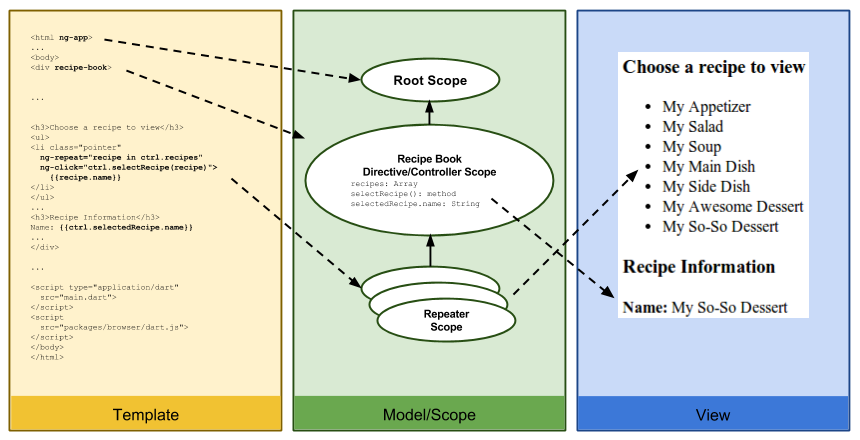 <html ng-app>
...
<body>
<div recipe-book>
...
<h3>Choose a recipe to view</h3>
<ul>
<li class="pointer"
ng-repeat="recipe in ctrl.recipes"
ng-click="ctrl.selectRecipe(recipe)">
{{recipe.name}}
</li>
</ul>
...
<h3>Recipe Information</h3>
Name: {{ctrl.selectedRecipe.name}}
...
</div>
...
<script type="application/dart"
src="main.dart">
</script>
<script
src="packages/browser/dart.js">
</script>
</body>
</html>
Template
Root Scope
Recipe Book
Directive/Controller Scope
recipes: Array
selectRecipe(): method
selectedRecipe.name: String
Repeater
Scope
Model/Scope
Choose a recipe to view
• My Appetizer
• My Salad
• My Soup
• My Main Dish
• My Side Dish
• My Awesome Dessert
• My So-So Dessert
Recipe Information
Name: My So-So Dessert
View